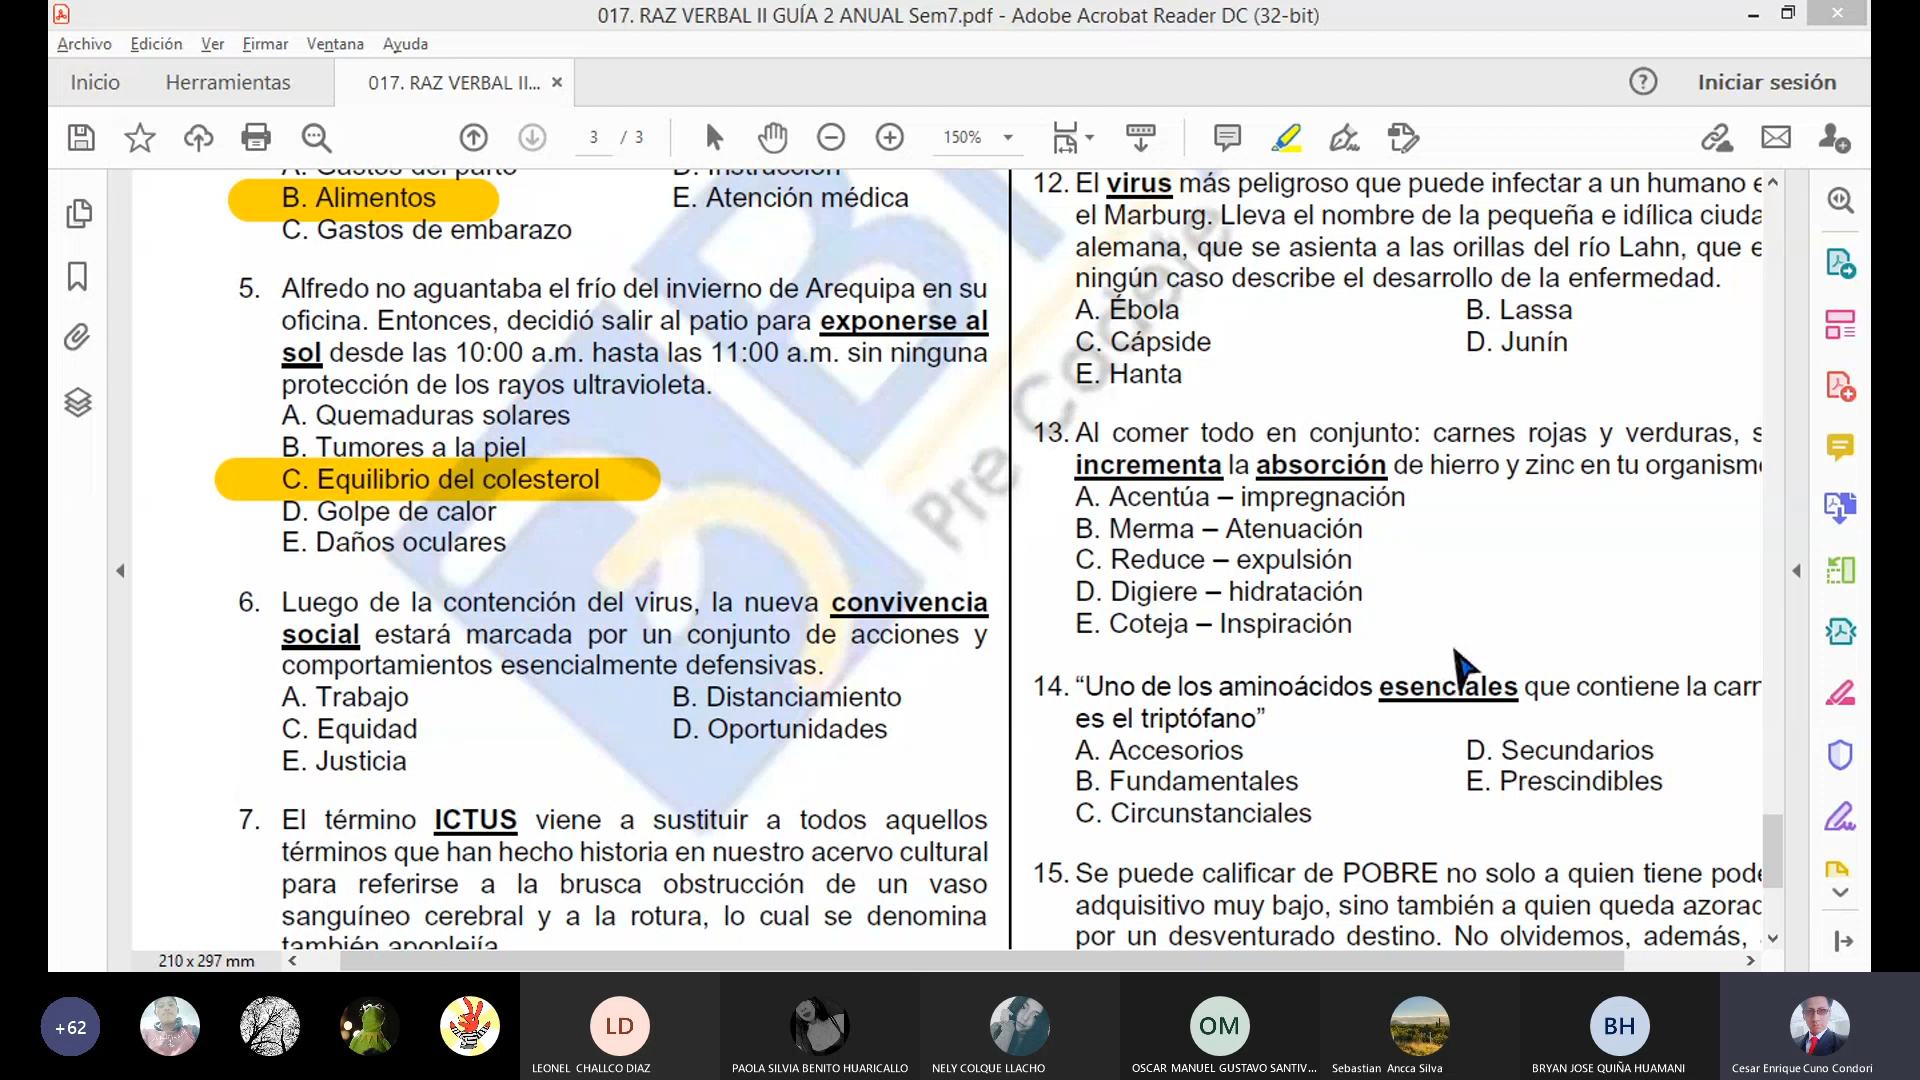 017. RAZ VERBAL II GUÍA 2 ANUAL Sem7.pdf - Adobe Acrobat Reader DC (32-bit)
Archivo Edición Ver Firmar Ventana Ayuda
Inicio Herramientas 017. RAZ VERBAL II... × Iniciar sesión
3 / 3 150%
A. Gastos del parto D. Instrucción
B. Alimentos E. Atención médica
C. Gastos de embarazo
5. Alfredo no aguantaba el frío del invierno de Arequipa en su
oficina. Entonces, decidió salir al patio para exponerse al
sol desde las 10:00 a.m. hasta las 11:00 a.m. sin ninguna
protección de los rayos ultravioleta.
A. Quemaduras solares
B. Tumores a la piel
C. Equilibrio del colesterol
D. Golpe de calor
E. Daños oculares
6. Luego de la contención del virus, la nueva convivencia
social estará marcada por un conjunto de acciones y
comportamientos esencialmente defensivas.
A. Trabajo B. Distanciamiento
C. Equidad D. Oportunidades
E. Justicia
7. El término ICTUS viene a sustituir a todos aquellos
términos que han hecho historia en nuestro acervo cultural
para referirse a la brusca obstrucción de un vaso
sanguíneo cerebral y a la rotura, lo cual se denomina
también apoplejía
12. El virus más peligroso que puede infectar a un humano e
el Marburg. Lleva el nombre de la pequeña e idílica ciuda
alemana, que se asienta a las orillas del río Lahn, que e
ningún caso describe el desarrollo de la enfermedad.
A. Ébola B. Lassa
C. Cápside D. Junín
E. Hanta
13. Al comer todo en conjunto: carnes rojas y verduras, s
incrementa la absorción de hierro y zinc en tu organismo
A. Acentúa – impregnación
B. Merma – Atenuación
C. Reduce – expulsión
D. Digiere – hidratación
E. Coteja – Inspiración
14. “Uno de los aminoácidos esenciales que contiene la carn
es el triptófano”
A. Accesorios D. Secundarios
B. Fundamentales E. Prescindibles
C. Circunstanciales
15. Se puede calificar de POBRE no solo a quien tiene pode
adquisitivo muy bajo, sino también a quien queda azorad
por un desventurado destino. No olvidemos, además,
Pre
210 x 297 mm
+62
LD
OM
BH
LEONEL CHALLCO DIAZ
PAOLA SILVIA BENITO HUARICALLO
NELY COLQUE LLACHO
OSCAR MANUEL GUSTAVO SANTIV...
Sebastian Ancca Silva
BRYAN JOSE QUIÑA HUAMANI
Cesar Enrique Cuno Condori